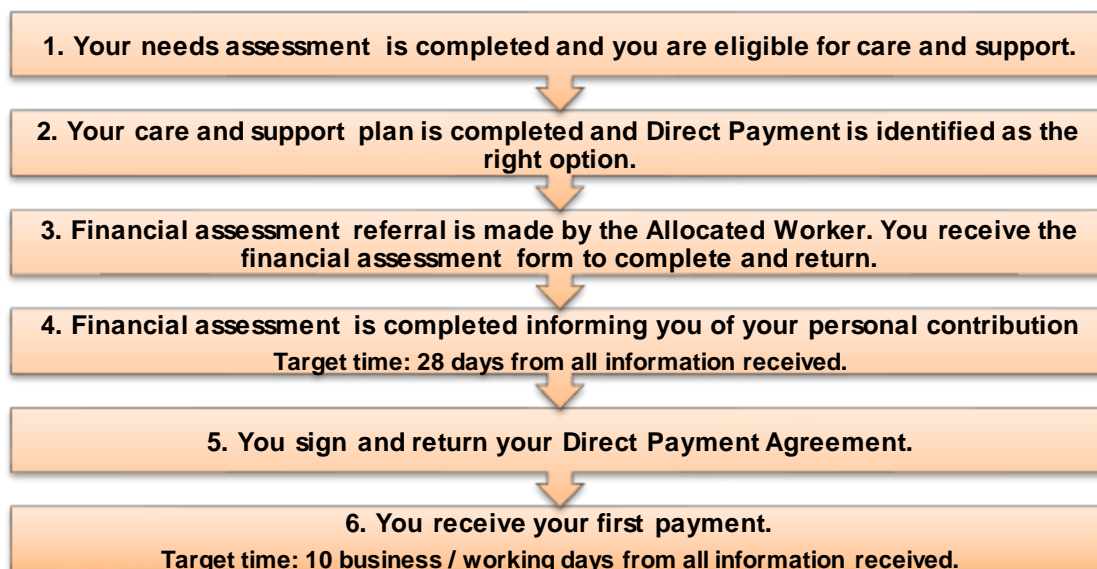 1. Your needs assessment is completed and you are eligible for care and support.
2. Your care and support plan is completed and Direct Payment is identified as the
right option.
3. Financial assessment referral is made by the Allocated Worker. You receive the
financial assessment form to complete and return.
4. Financial assessment is completed informing you of your personal contribution
Target time: 28 days from all information received.
5. You sign and return your Direct Payment Agreement.
6. You receive your first payment.
Target time: 10 business / working days from all information received.